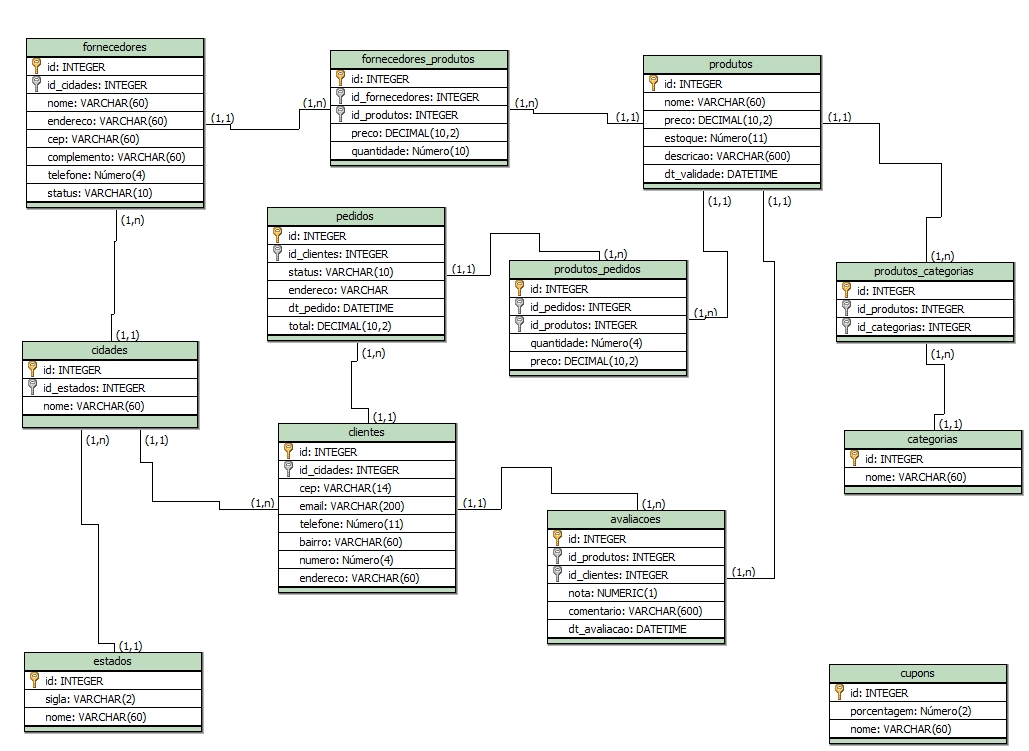 fornecedores
id: INTEGER
id_cidades: INTEGER
nome: VARCHAR(60)
endereco: VARCHAR(60)
cep: VARCHAR(60)
complemento: VARCHAR(60)
telefone: Número(4)
status: VARCHAR(10)
(1,1)
(1,n)
fornecedores_produtos
id: INTEGER
id_fornecedores: INTEGER
id_produtos: INTEGER
preco: DECIMAL(10,2)
quantidade: Número(10)
(1,n)
(1,1)
produtos
id: INTEGER
nome: VARCHAR(60)
preco: DECIMAL(10,2)
estoque: Número(11)
descricao: VARCHAR(600)
dt_validade: DATETIME
(1,1)
(1,1)
(1,1)
(1,n)
pedidos
id: INTEGER
id_clientes: INTEGER
status: VARCHAR(10)
endereco: VARCHAR
dt_pedido: DATETIME
total: DECIMAL(10,2)
(1,1)
(1,n)
produtos_pedidos
id: INTEGER
id_pedidos: INTEGER
id_produtos: INTEGER
quantidade: Número(4)
preco: DECIMAL(10,2)
(1,n)
(1,n)
produtos_categorias
id: INTEGER
id_produtos: INTEGER
id_categorias: INTEGER
(1,n)
(1,1)
categorias
id: INTEGER
nome: VARCHAR(60)
(1,1)
cidades
id: INTEGER
id_estados: INTEGER
nome: VARCHAR(60)
(1,n)
(1,1)
(1,n)
(1,1)
clientes
id: INTEGER
id_cidades: INTEGER
cep: VARCHAR(14)
email: VARCHAR(200)
telefone: Número(11)
bairro: VARCHAR(60)
numero: Número(4)
endereco: VARCHAR(60)
(1,n)
(1,1)
(1,n)
avaliacoes
id: INTEGER
id_produtos: INTEGER
id_clientes: INTEGER
nota: NUMERIC(1)
comentario: VARCHAR(600)
dt_avaliacao: DATETIME
(1,n)
(1,1)
estados
id: INTEGER
sigla: VARCHAR(2)
nome: VARCHAR(60)
cupons
id: INTEGER
porcentagem: Número(2)
nome: VARCHAR(60)